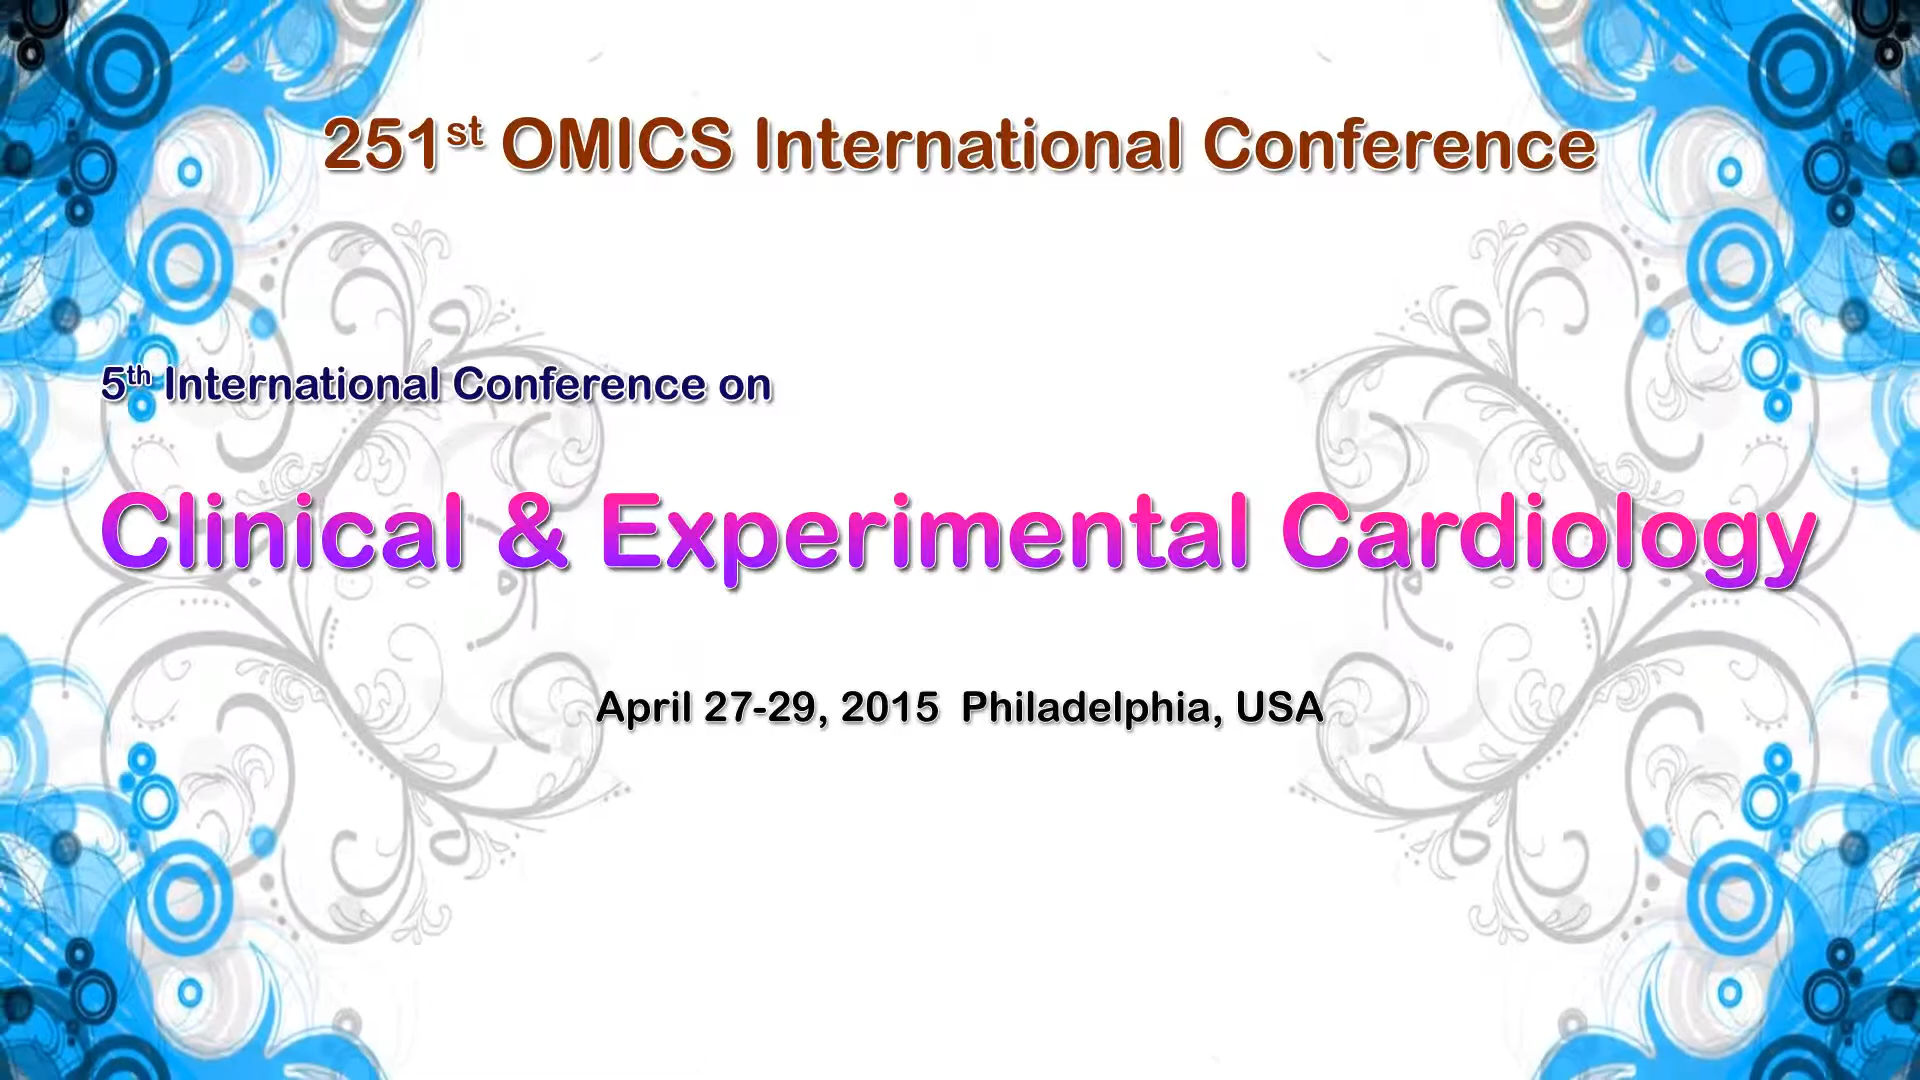 251st OMICS International Conference
5th International Conference on
Clinical & Experimental Cardiology
April 27-29, 2015 Philadelphia, USA